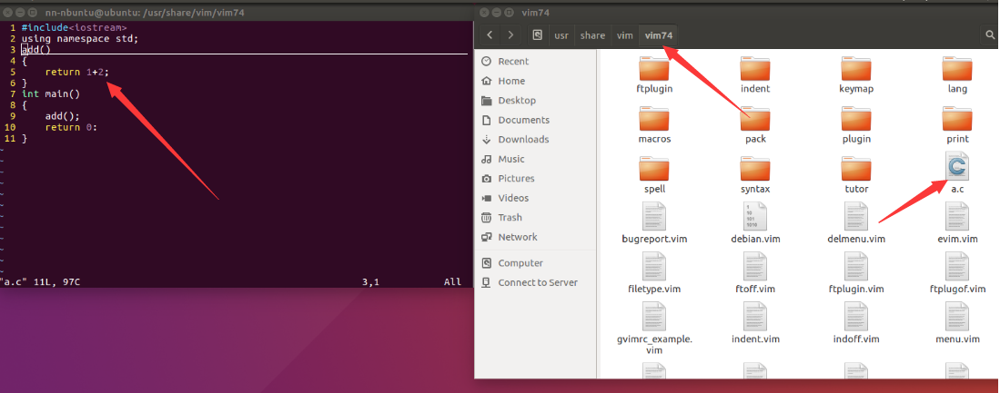 nn-nbuntu@ubuntu: /usr/share/vim/vim74
1 #include<iostream>
2 using namespace std;
3 add()
4 {
5 return 1+2;
6 }
7 int main()
8 {
9 add();
10 return 0:
11 }
~
~
~
~
~
~
~
~
~
~
~
"a.c" 11L, 97C 3,1 All
vim74
usr share vim vim74
Recent
Home
Desktop
Documents
Downloads
Music
Pictures
Videos
Trash
Network
Computer
Connect to Server
ftplugin indent keymap lang
macros pack plugin print
spell syntax tutor a.c
1
10
101
1010
bugreport.vim debian.vim delmenu.vim evim.vim
filetype.vim ftoff.vim ftplugin.vim ftplugof.vim
gvimrc_example.
vim indent.vim indoff.vim menu.vim